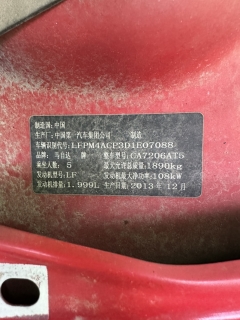 制造国：中国
生产厂：中国第一汽车集团公司 制造
车辆识别代号：LFPM4ACP3D1E07088
品牌：马自达牌 整车型号：CA7206AT5
乘坐人数：5 最大允许总质量：1890kg
发动机型号：LF 发动机最大净功率：108kW
发动机排量：1.999L 生产日期：2013年12月